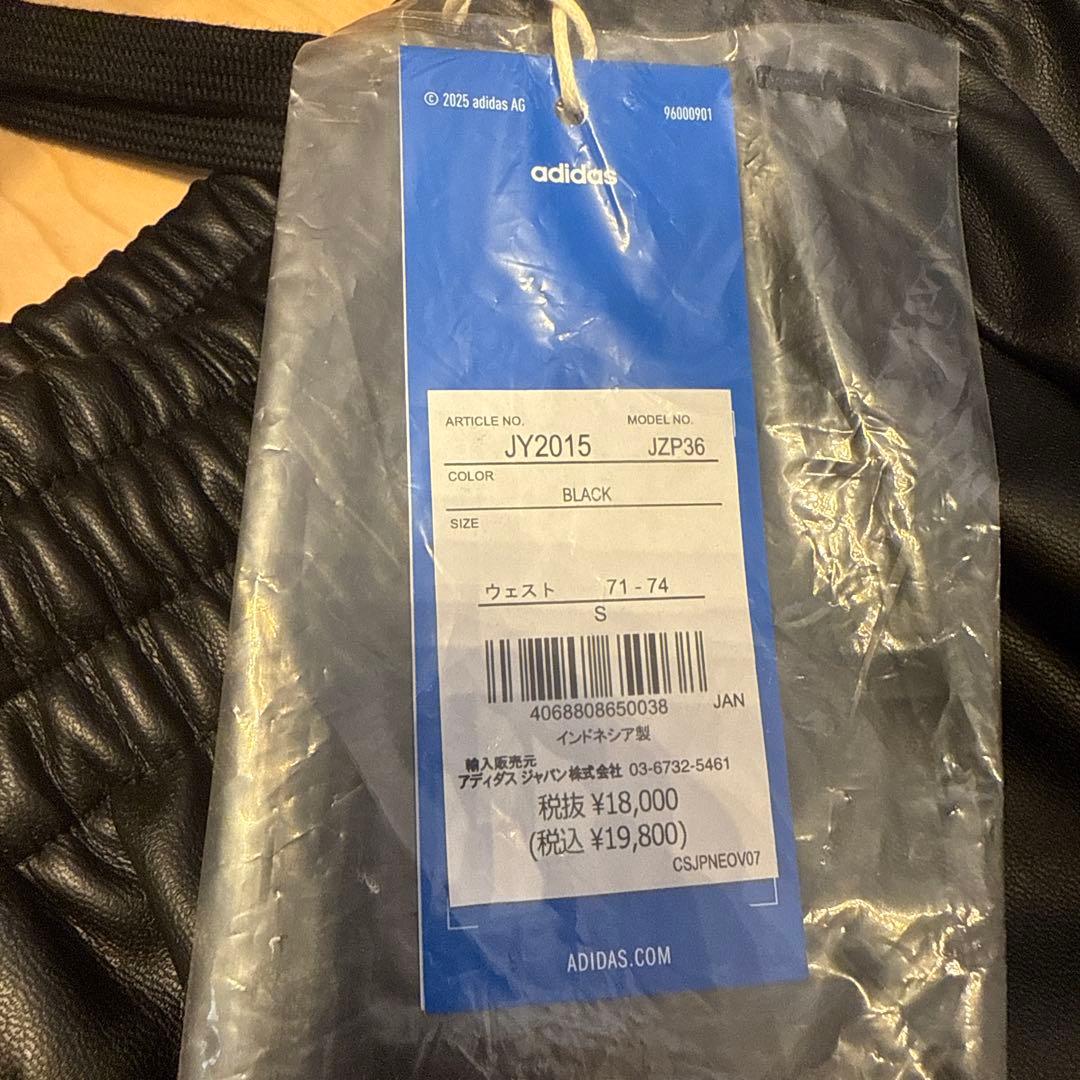 © 2025 adidas AG
96000901
adidas
ARTICLE NO. MODEL NO.
JY2015 JZP36
COLOR
BLACK
SIZE
ウェスト 71 - 74
S
4068808650038 JAN
インドネシア製
輸入販売元
アディダス ジャパン株式会社 03-6732-5461
税抜 ¥18,000
(税込 ¥19,800)
CSJPNEOV07
ADIDAS.COM